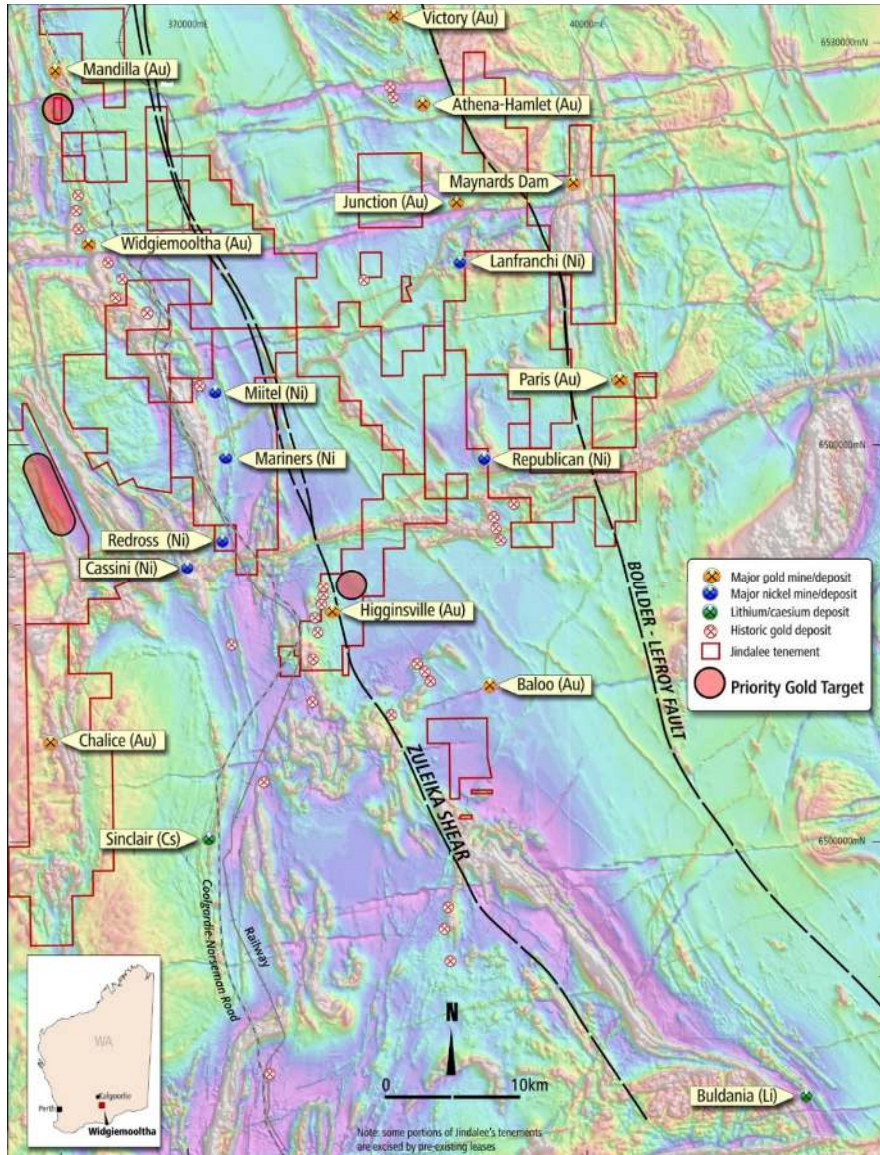 370000mE
Victory (Au)
40000mE
6530000mN
Mandilla (Au)
Athena-Hamlet (Au)
Maynards Dam
Junction (Au)
Widgiemooltha (Au)
Lanfranchi (Ni)
Miitel (Ni)
Paris (Au)
6500000mN
Mariners (Ni
Republican (Ni)
Redross (Ni)
Cassini (Ni)
Higginsville (Au)
BOULDER - LEFROY FAULT
Major gold mine/deposit
Major nickel mine/deposit
Lithium/caesium deposit
Historic gold deposit
Jindalee tenement
Priority Gold Target
Baloo (Au)
Chalice (Au)
ZULEIKA SHEAR
Sinclair (Cs)
6500000mN
Coolgardie-Norseman Road
Railway
WA
Kalgoorlie
Perth
Widgiemooltha
N
0 10km
Buldania (Li)
Note: some portions of Jindalee's tenements
are excised by pre-existing leases